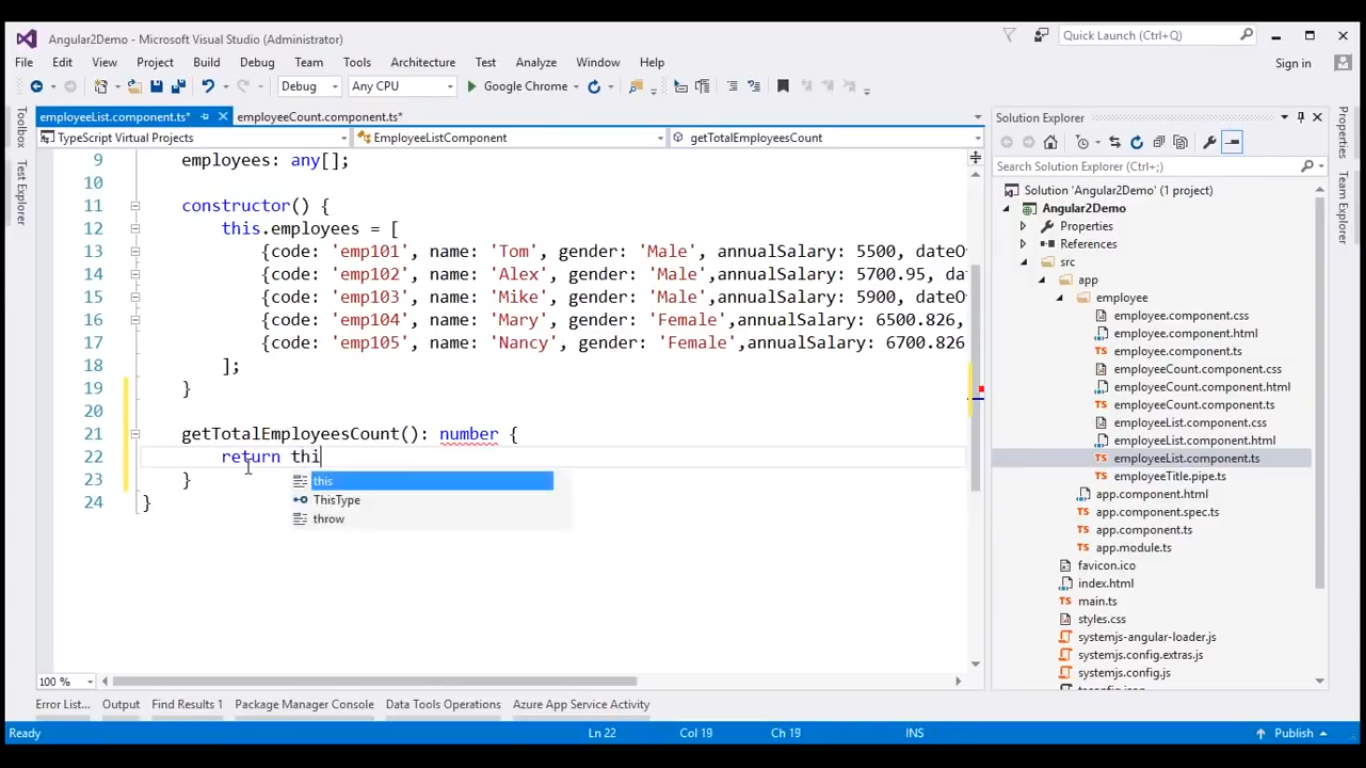 Angular2Demo - Microsoft Visual Studio (Administrator)
Quick Launch (Ctrl+Q)
File Edit View Project Build Debug Team Tools Architecture Test Analyze Window Help
Sign in
Debug Any CPU Google Chrome
Toolbox
Test Explorer
employeeList.component.ts* employeeCount.component.ts*
TypeScript Virtual Projects EmployeeListComponent getTotalEmployeesCount
9 employees: any[];
10
11 constructor() {
12 this.employees = [
13 {code: 'emp101', name: 'Tom', gender: 'Male', annualSalary: 5500, dateO
14 {code: 'emp102', name: 'Alex', gender: 'Male',annualSalary: 5700.95, da
15 {code: 'emp103', name: 'Mike', gender: 'Male',annualSalary: 5900, dateO
16 {code: 'emp104', name: 'Mary', gender: 'Female',annualSalary: 6500.826,
17 {code: 'emp105', name: 'Nancy', gender: 'Female',annualSalary: 6700.826
18 ];
19 }
20
21 getTotalEmployeesCount(): number {
22 return thi
23 }
24 }
this
ThisType
throw
100 %
Solution Explorer
Search Solution Explorer (Ctrl+;)
Solution 'Angular2Demo' (1 project)
Angular2Demo
Properties
References
src
app
employee
employee.component.css
employee.component.html
employee.component.ts
employeeCount.component.css
employeeCount.component.html
employeeCount.component.ts
employeeList.component.css
employeeList.component.html
employeeList.component.ts
employeeTitle.pipe.ts
app.component.html
app.component.spec.ts
app.component.ts
app.module.ts
favicon.ico
index.html
main.ts
styles.css
systemjs-angular-loader.js
systemjs.config.extras.js
systemjs.config.js
Properties
Team Explorer
Error List... Output Find Results 1 Package Manager Console Data Tools Operations Azure App Service Activity
Ready Ln 22 Col 19 Ch 19 INS Publish